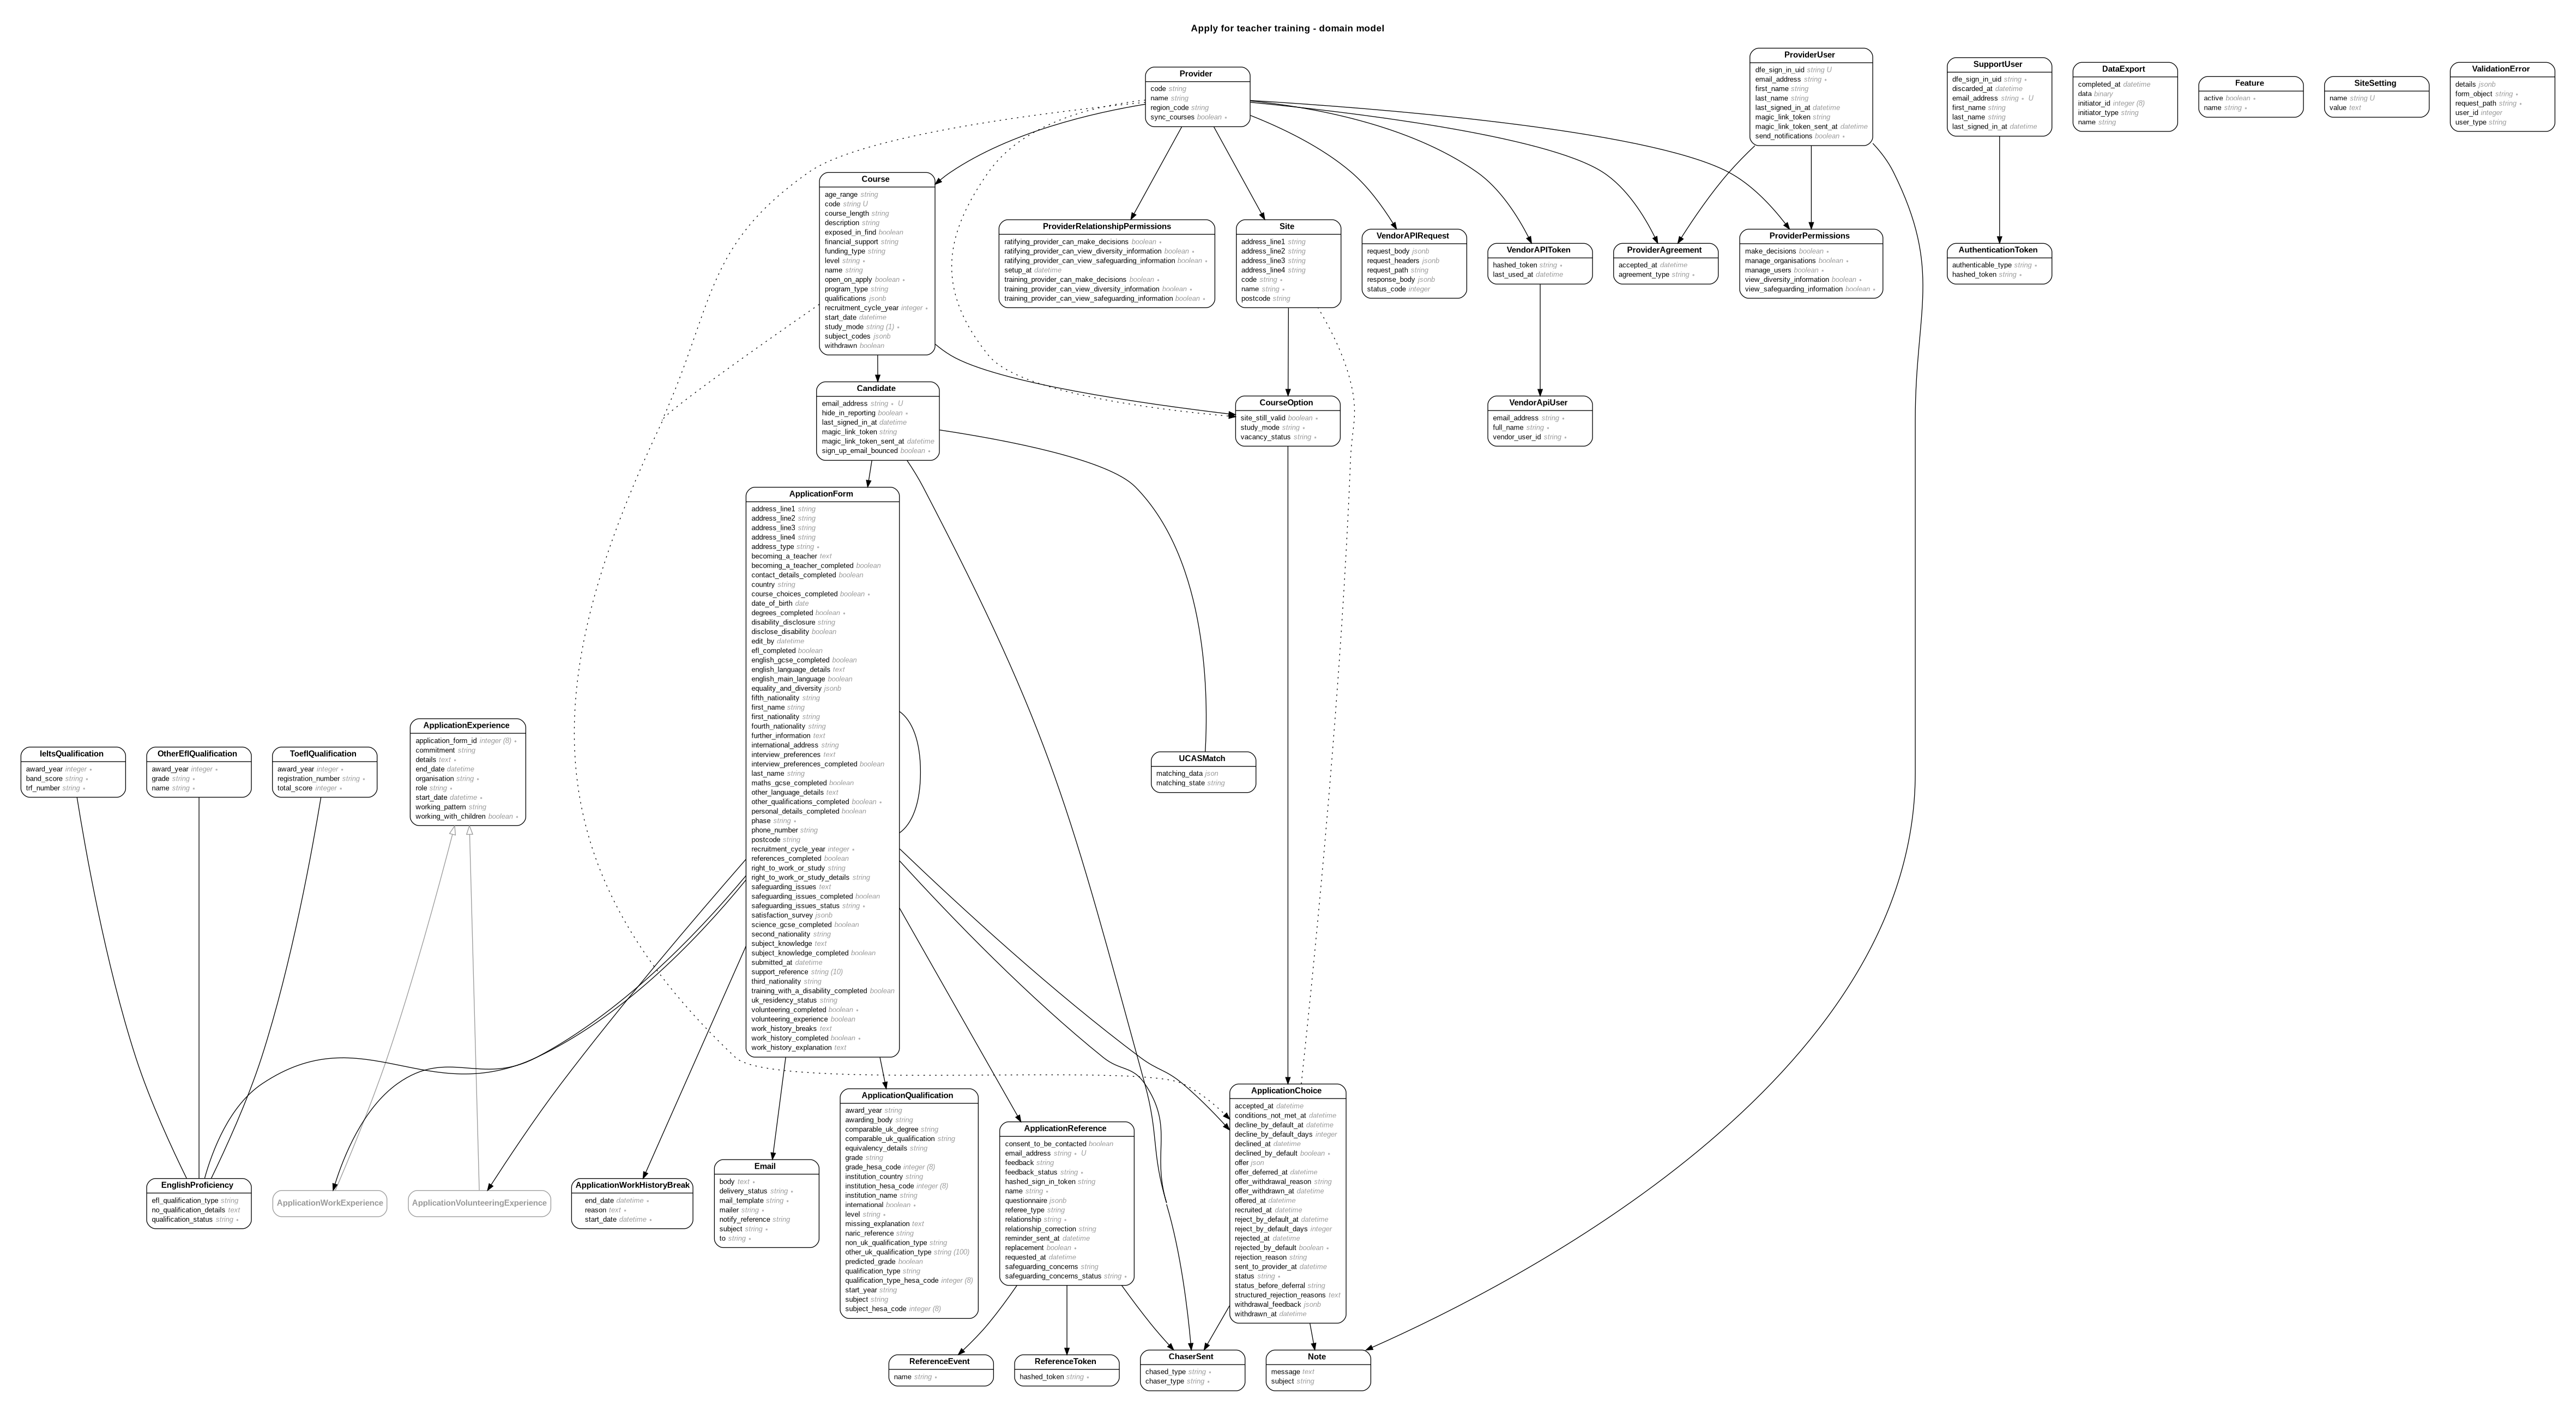 Apply for teacher training - domain model
Provider
code string
name string
region_code string
sync_courses boolean *
ProviderUser
dfe_sign_in_uid string U
email_address string *
first_name string
last_name string
last_signed_in_at datetime
magic_link_token string
magic_link_token_sent_at datetime
send_notifications boolean *
SupportUser
dfe_sign_in_uid string *
discarded_at datetime
email_address string * U
first_name string
last_name string
last_signed_in_at datetime
DataExport
completed_at datetime
data binary
initiator_id integer (8)
initiator_type string
name string
Feature
active boolean *
name string *
SiteSetting
name string U
value text
ValidationError
details jsonb
form_object string *
request_path string *
user_id integer
user_type string
Course
age_range string
code string U
course_length string
description string
exposed_in_find boolean
financial_support string
funding_type string
level string *
name string
open_on_apply boolean *
program_type string
qualifications jsonb
recruitment_cycle_year integer *
start_date datetime
study_mode string (1) *
subject_codes jsonb
withdrawn boolean
ProviderRelationshipPermissions
ratifying_provider_can_make_decisions boolean *
ratifying_provider_can_view_diversity_information boolean *
ratifying_provider_can_view_safeguarding_information boolean *
setup_at datetime
training_provider_can_make_decisions boolean *
training_provider_can_view_diversity_information boolean *
training_provider_can_view_safeguarding_information boolean *
Site
address_line1 string
address_line2 string
address_line3 string
address_line4 string
code string *
name string *
postcode string
VendorAPIRequest
request_body jsonb
request_headers jsonb
request_path string
response_body jsonb
status_code integer
VendorAPIToken
hashed_token string *
last_used_at datetime
ProviderAgreement
accepted_at datetime
agreement_type string *
ProviderPermissions
make_decisions boolean *
manage_organisations boolean *
manage_users boolean *
view_diversity_information boolean *
view_safeguarding_information boolean *
AuthenticationToken
authenticable_type string *
hashed_token string *
Candidate
email_address string * U
hide_in_reporting boolean *
last_signed_in_at datetime
magic_link_token string
magic_link_token_sent_at datetime
sign_up_email_bounced boolean *
CourseOption
site_still_valid boolean *
study_mode string *
vacancy_status string *
VendorApiUser
email_address string *
full_name string *
vendor_user_id string *
ApplicationForm
address_line1 string
address_line2 string
address_line3 string
address_line4 string
address_type string *
becoming_a_teacher text
becoming_a_teacher_completed boolean
contact_details_completed boolean
country string
course_choices_completed boolean *
date_of_birth date
degrees_completed boolean *
disability_disclosure string
disclose_disability boolean
edit_by datetime
efl_completed boolean
english_gcse_completed boolean
english_language_details text
english_main_language boolean
equality_and_diversity jsonb
fifth_nationality string
first_name string
first_nationality string
fourth_nationality string
further_information text
international_address string
interview_preferences text
interview_preferences_completed boolean
last_name string
maths_gcse_completed boolean
other_language_details text
other_qualifications_completed boolean *
personal_details_completed boolean
phase string *
phone_number string
postcode string
recruitment_cycle_year integer *
references_completed boolean
right_to_work_or_study string
right_to_work_or_study_details string
safeguarding_issues text
safeguarding_issues_completed boolean
safeguarding_issues_status string *
satisfaction_survey jsonb
science_gcse_completed boolean
second_nationality string
subject_knowledge text
subject_knowledge_completed boolean
submitted_at datetime
support_reference string (10)
third_nationality string
training_with_a_disability_completed boolean
uk_residency_status string
volunteering_completed boolean *
volunteering_experience boolean
work_history_breaks text
work_history_completed boolean *
work_history_explanation text
IeltsQualification
award_year integer *
band_score string *
trf_number string *
OtherEflQualification
award_year integer *
grade string *
name string *
ToeflQualification
award_year integer *
registration_number string *
total_score integer *
ApplicationExperience
application_form_id integer (8) *
commitment string
details text *
end_date datetime
organisation string *
role string *
start_date datetime *
working_pattern string
working_with_children boolean *
UCASMatch
matching_data json
matching_state string
EnglishProficiency
efl_qualification_type string
no_qualification_details text
qualification_status string *
ApplicationWorkExperience
ApplicationVolunteeringExperience
ApplicationWorkHistoryBreak
end_date datetime *
reason text *
start_date datetime *
Email
body text *
delivery_status string *
mail_template string *
mailer string *
notify_reference string
subject string *
to string *
ApplicationQualification
award_year string
awarding_body string
comparable_uk_degree string
comparable_uk_qualification string
equivalency_details string
grade string
grade_hesa_code integer (8)
institution_country string
institution_hesa_code integer (8)
institution_name string
international boolean *
level string *
missing_explanation text
naric_reference string
non_uk_qualification_type string
other_uk_qualification_type string (100)
predicted_grade boolean
qualification_type string
qualification_type_hesa_code integer (8)
start_year string
subject string
subject_hesa_code integer (8)
ApplicationReference
consent_to_be_contacted boolean
email_address string * U
feedback string
feedback_status string *
hashed_sign_in_token string
name string *
questionnaire jsonb
referee_type string
relationship string *
relationship_correction string
reminder_sent_at datetime
replacement boolean *
requested_at datetime
safeguarding_concerns string
safeguarding_concerns_status string *
ApplicationChoice
accepted_at datetime
conditions_not_met_at datetime
decline_by_default_at datetime
decline_by_default_days integer
declined_at datetime
declined_by_default boolean *
offer json
offer_deferred_at datetime
offer_withdrawal_reason string
offer_withdrawn_at datetime
offered_at datetime
recruited_at datetime
reject_by_default_at datetime
reject_by_default_days integer
rejected_at datetime
rejected_by_default boolean *
rejection_reason string
sent_to_provider_at datetime
status string *
status_before_deferral string
structured_rejection_reasons text
withdrawal_feedback jsonb
withdrawn_at datetime
ReferenceEvent
name string *
ReferenceToken
hashed_token string *
ChaserSent
chased_type string *
chaser_type string *
Note
message text
subject string